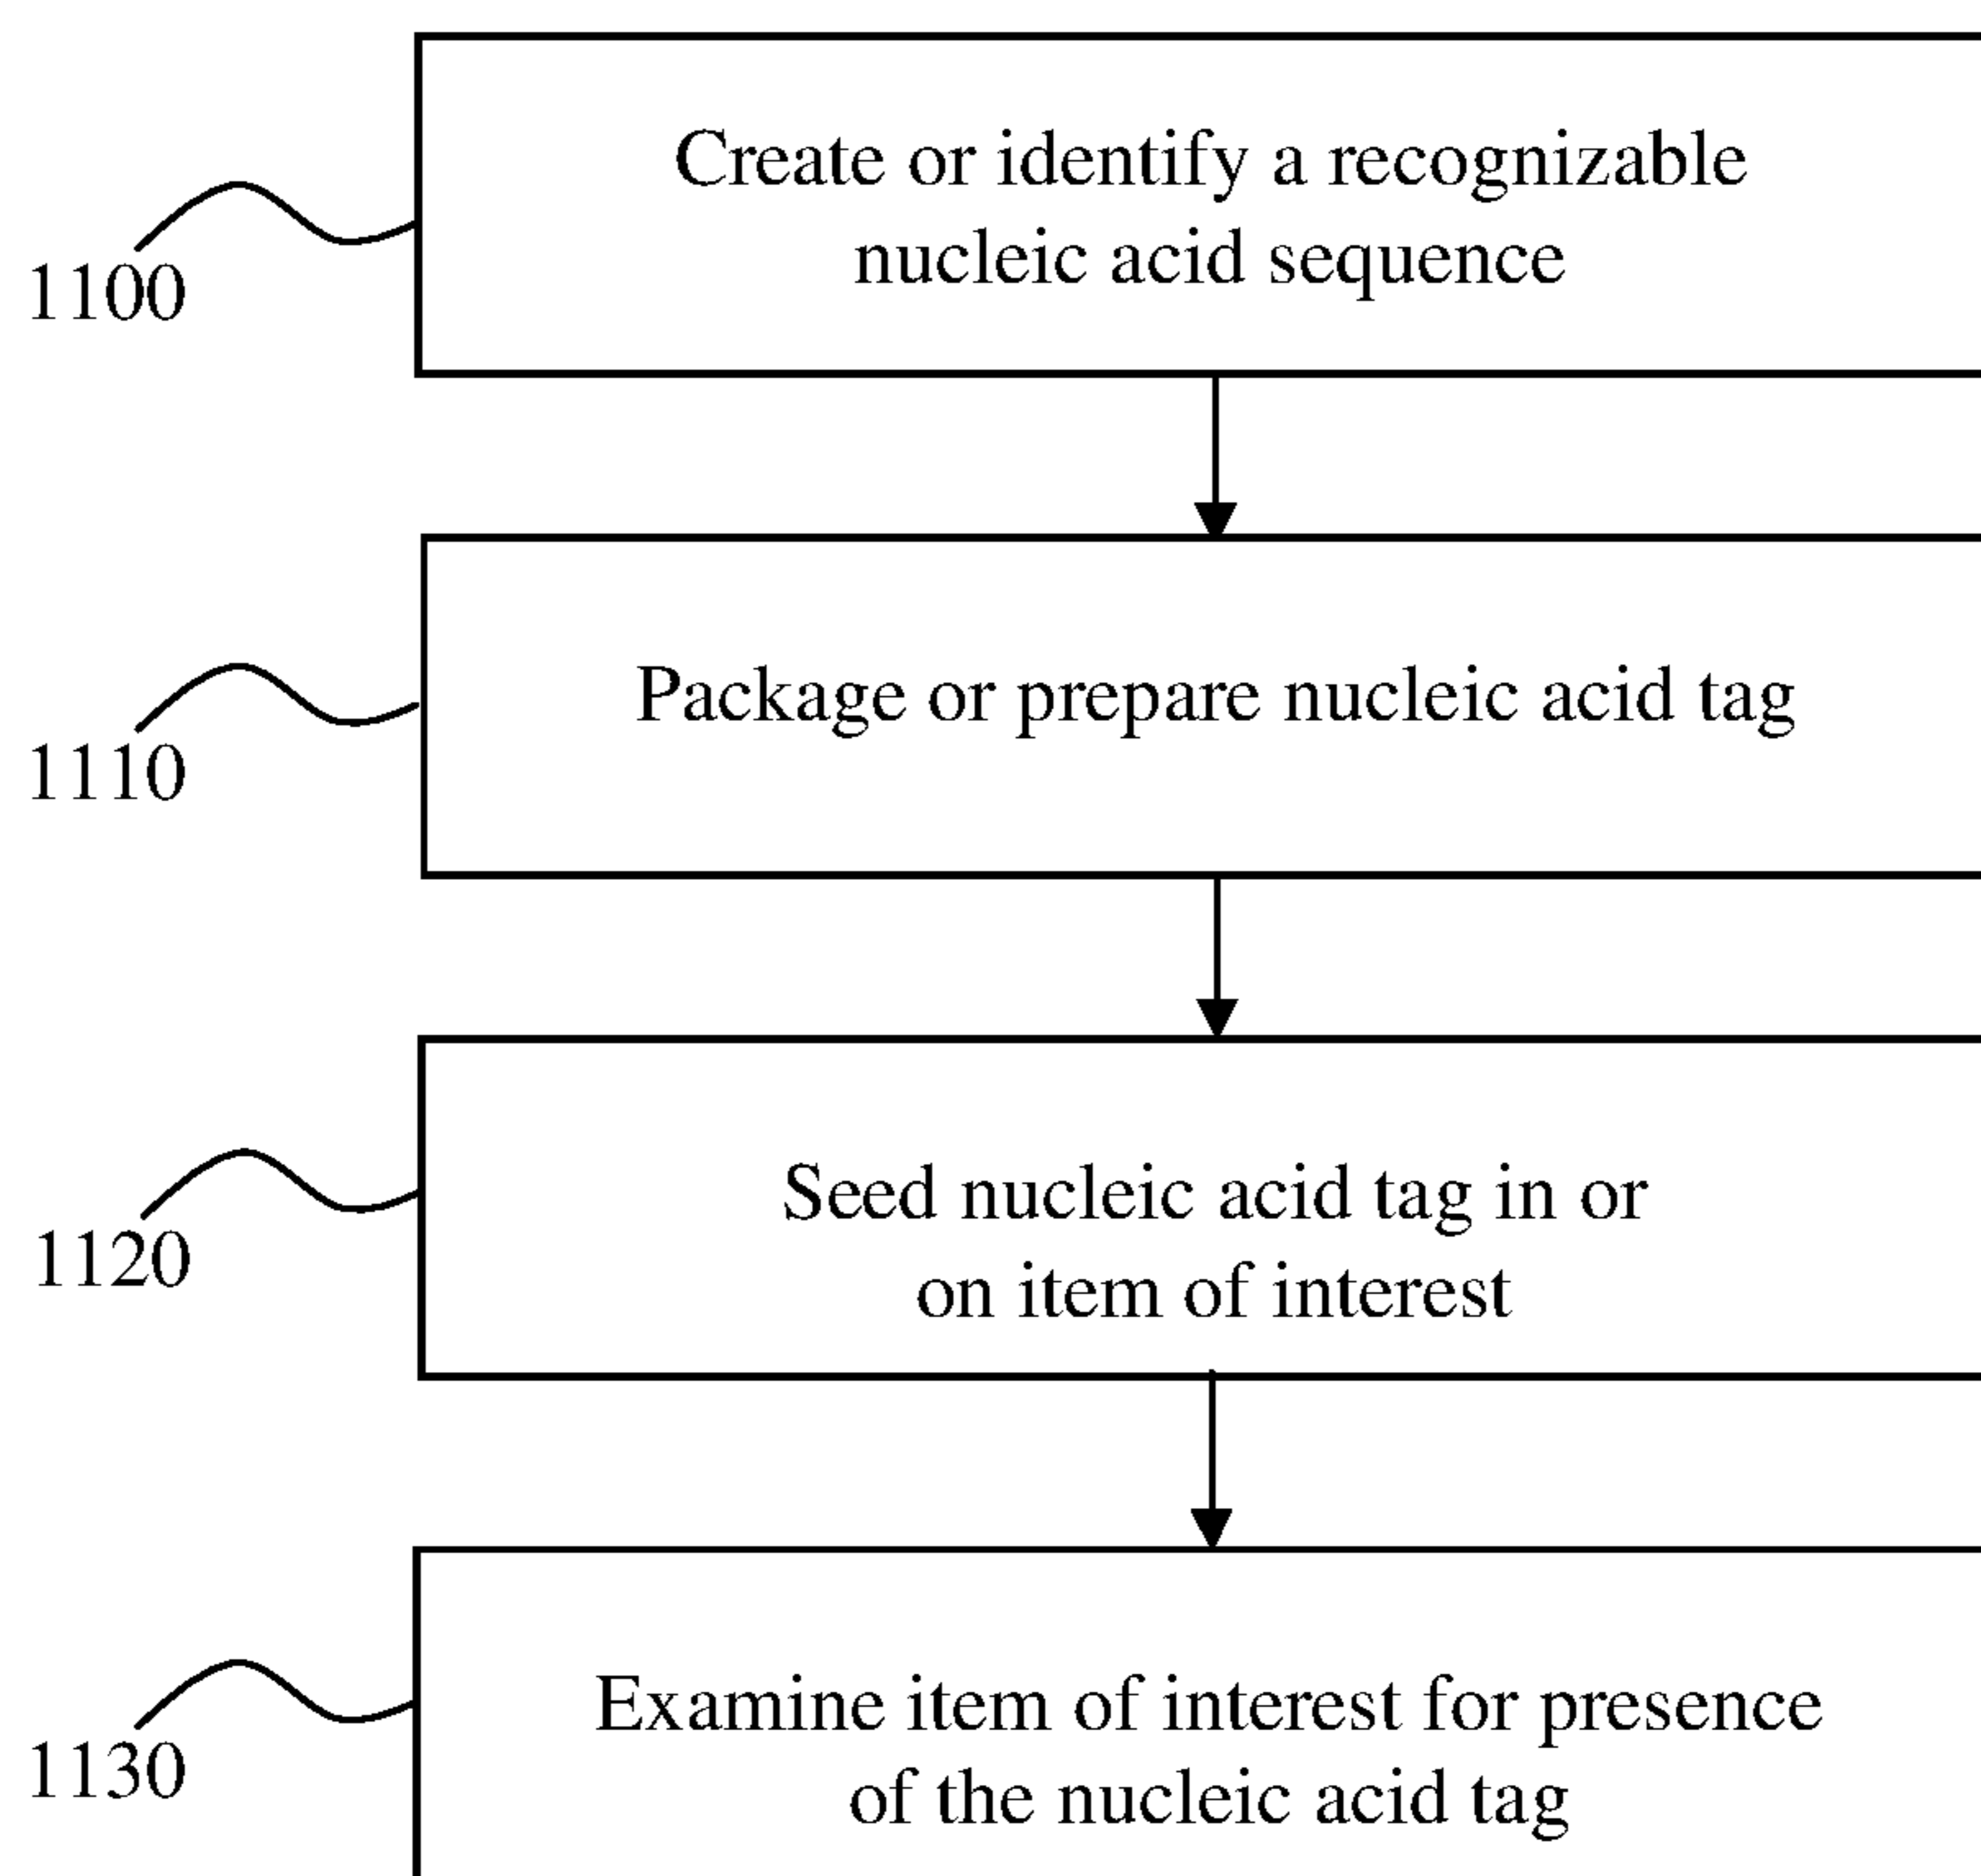 Create or identify a recognizable
nucleic acid sequence
1100
Package or prepare nucleic acid tag
1110
Seed nucleic acid tag in or
on item of interest
1120
Examine item of interest for presence
of the nucleic acid tag
1130